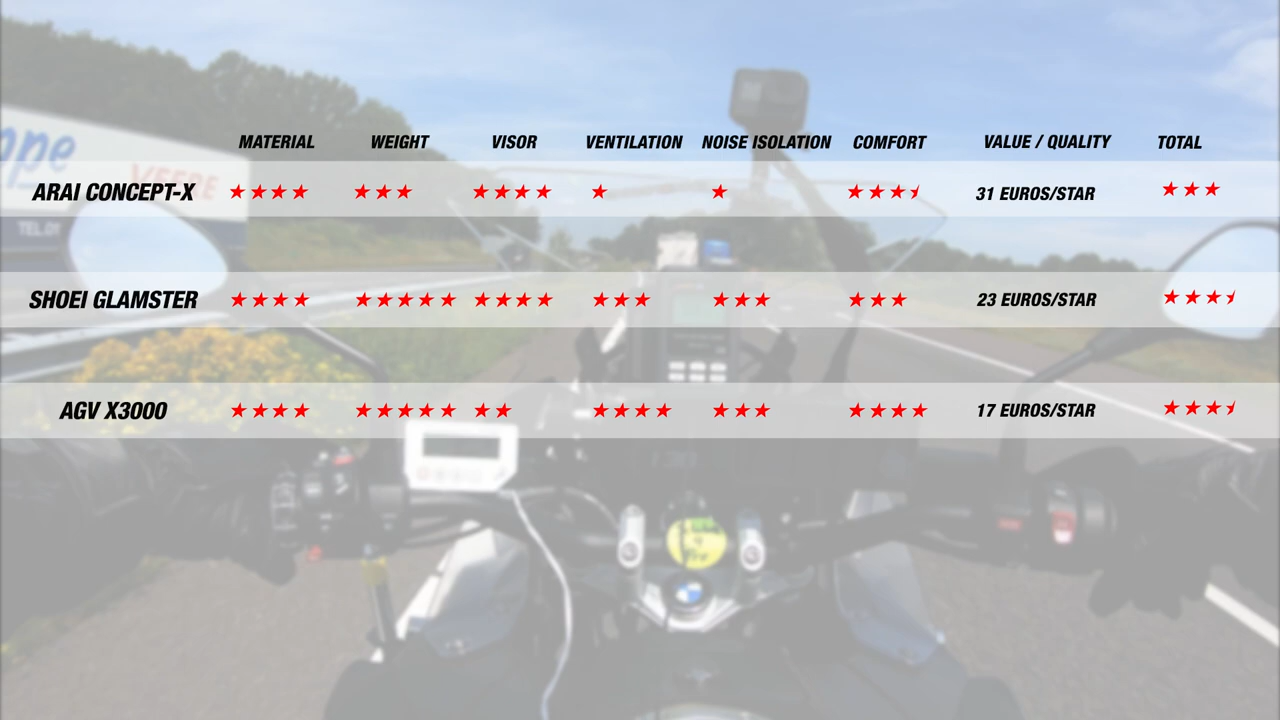 MATERIAL WEIGHT VISOR VENTILATION NOISE ISOLATION COMFORT VALUE / QUALITY TOTAL
ARAI CONCEPT-X ★★★★ ★★★ ★★★★ ★ ★ ★★★⯨ 31 EUROS/STAR ★★★
SHOEI GLAMSTER ★★★★ ★★★★★ ★★★★ ★★★ ★★★ ★★★ 23 EUROS/STAR ★★★⯨
AGV X3000 ★★★★ ★★★★★ ★★ ★★★★ ★★★ ★★★★ 17 EUROS/STAR ★★★⯨